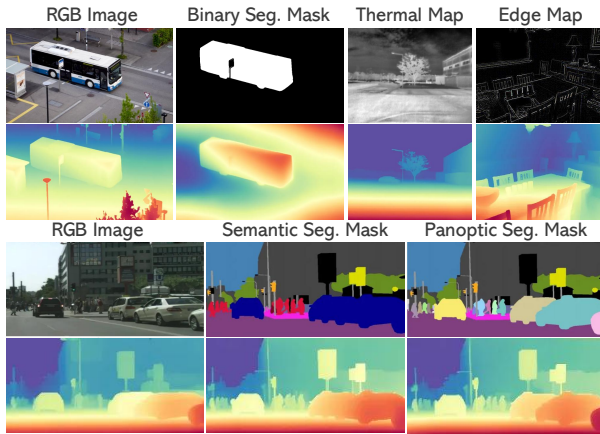 RGB Image
Binary Seg. Mask
Thermal Map
Edge Map
RGB Image
Semantic Seg. Mask
Panoptic Seg. Mask